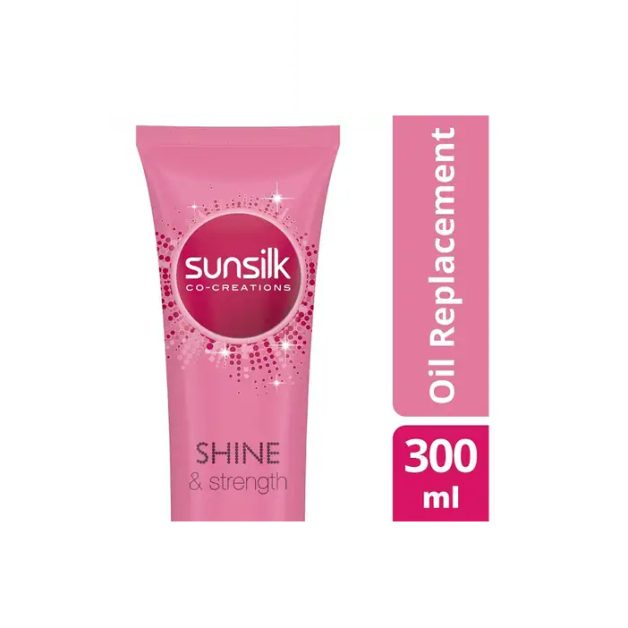 sunsilk
CO-CREATIONS
SHINE
& strength
Oil Replacement
300
ml